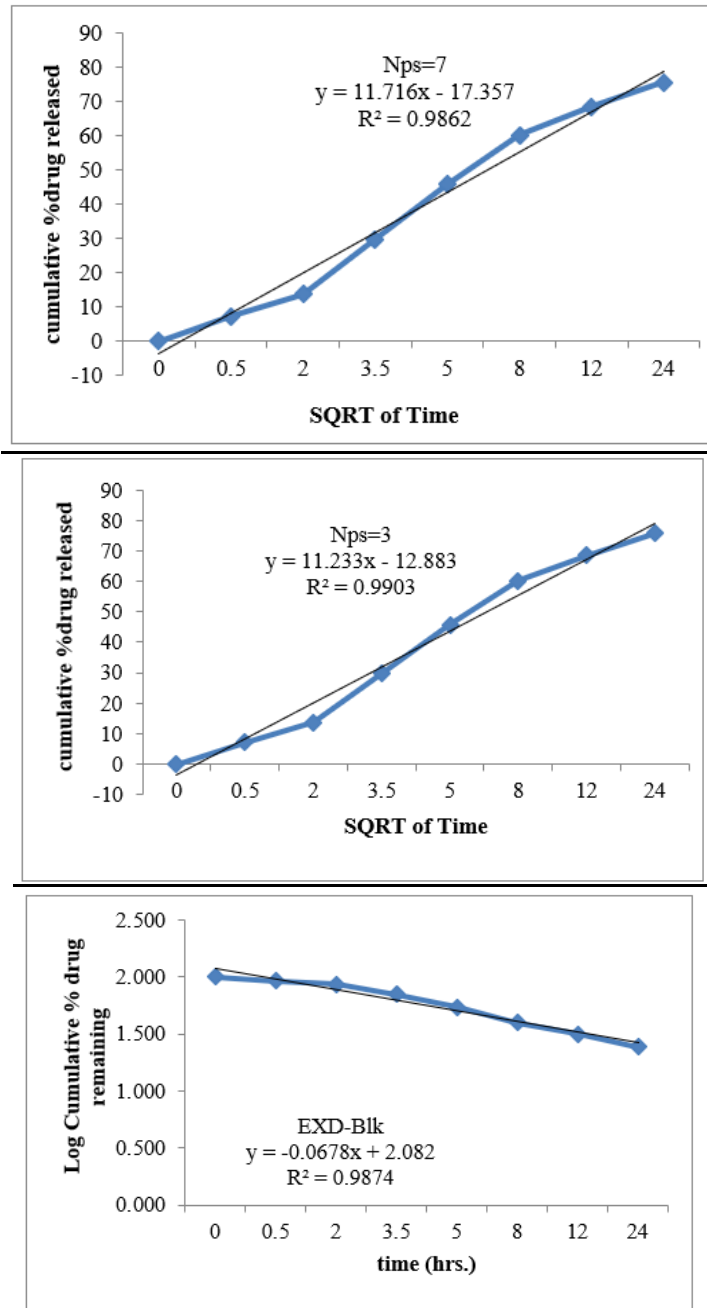 90
80
70
60
50
40
30
20
10
0
-10
cumulative %drug released
Nps=7
y = 11.716x - 17.357
R² = 0.9862
0 0.5 2 3.5 5 8 12 24
SQRT of Time
90
80
70
60
50
40
30
20
10
0
-10
cumulative %drug released
Nps=3
y = 11.233x - 12.883
R² = 0.9903
0 0.5 2 3.5 5 8 12 24
SQRT of Time
2.500
2.000
1.500
1.000
0.500
0.000
Log Cumulative % drug
remaining
EXD-Blk
y = -0.0678x + 2.082
R² = 0.9874
0 0.5 2 3.5 5 8 12 24
time (hrs.)